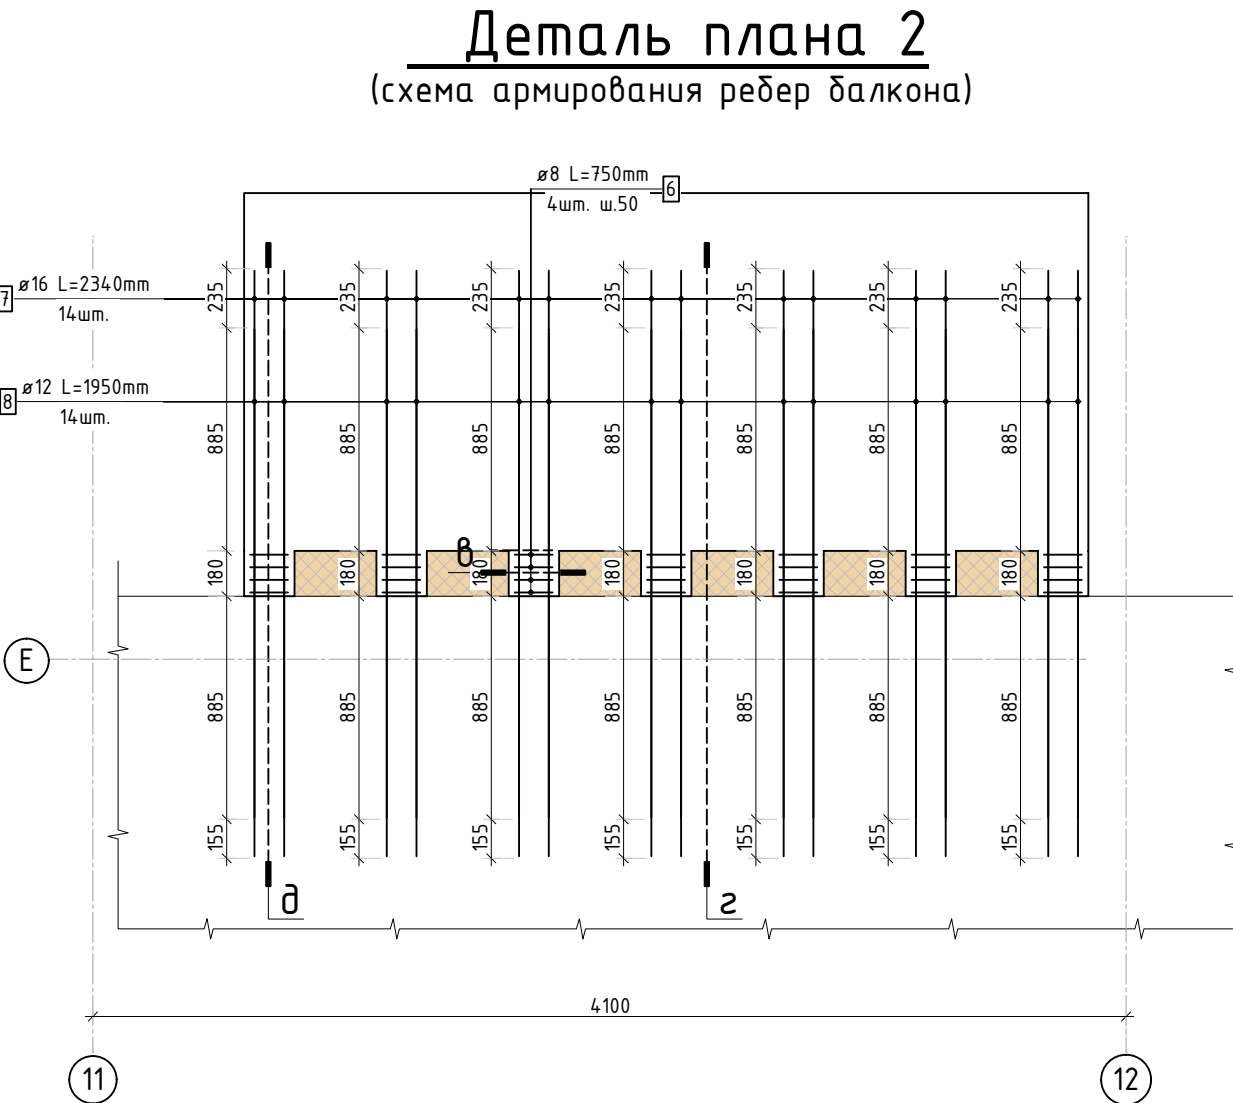 Деталь плана 2
(схема армирования ребер балкона)
ø8 L=750mm
6
4шт. ш.50
7
ø16 L=2340mm
14шт.
235 235 235 235 235 235 235
8
ø12 L=1950mm
14шт.
885 885 885 885 885 885 885
в
180 180 180 180 180 180 180
Е
885 885 885 885 885 885 885
155 155 155 155 155 155 155
д
г
4100
11
12